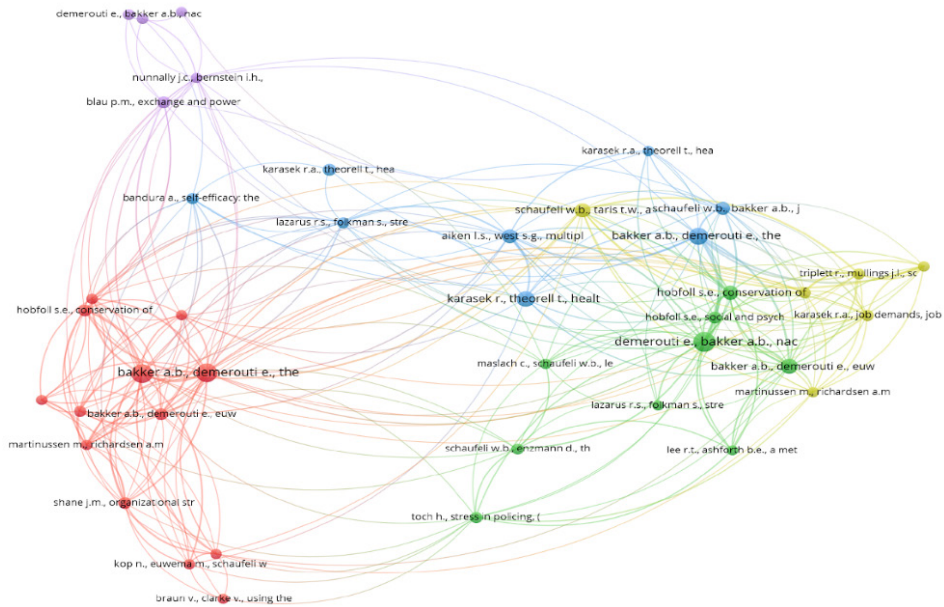 demerouti e., bakker a.b., nac
nunnally j.c., bernstein i.h.,
blau p.m., exchange and power
karasek r.a., theorell t., hea
karasek r.a., theorell t., hea
bandura a., self-efficacy: the
schaufeli w.b., taris t.w., a
schaufeli w.b., bakker a.b., j
lazarus r.s., folkman s., stre
aiken l.s., west s.g., multipl
bakker a.b., demerouti e., the
triplett r., mullings j.l., sc
hobfoll s.e., conservation of
karasek r., theorell t., healt
hobfoll s.e., conservation of
hobfoll s.e., social and psych
karasek r.a., job demands, job
demerouti e., bakker a.b., nac
maslach c., schaufeli w.b., le
bakker a.b., demerouti e., euw
bakker a.b., demerouti e., the
martinussen m., richardsen a.m
lazarus r.s., folkman s., stre
bakker a.b., demerouti e., euw
martinussen m., richardsen a.m
schaufeli w.b., enzmann d., th
lee r.t., ashforth b.e., a met
shane j.m., organizational str
toch h., stress in policing, (
kop n., euwema m., schaufeli w
braun v., clarke v., using the